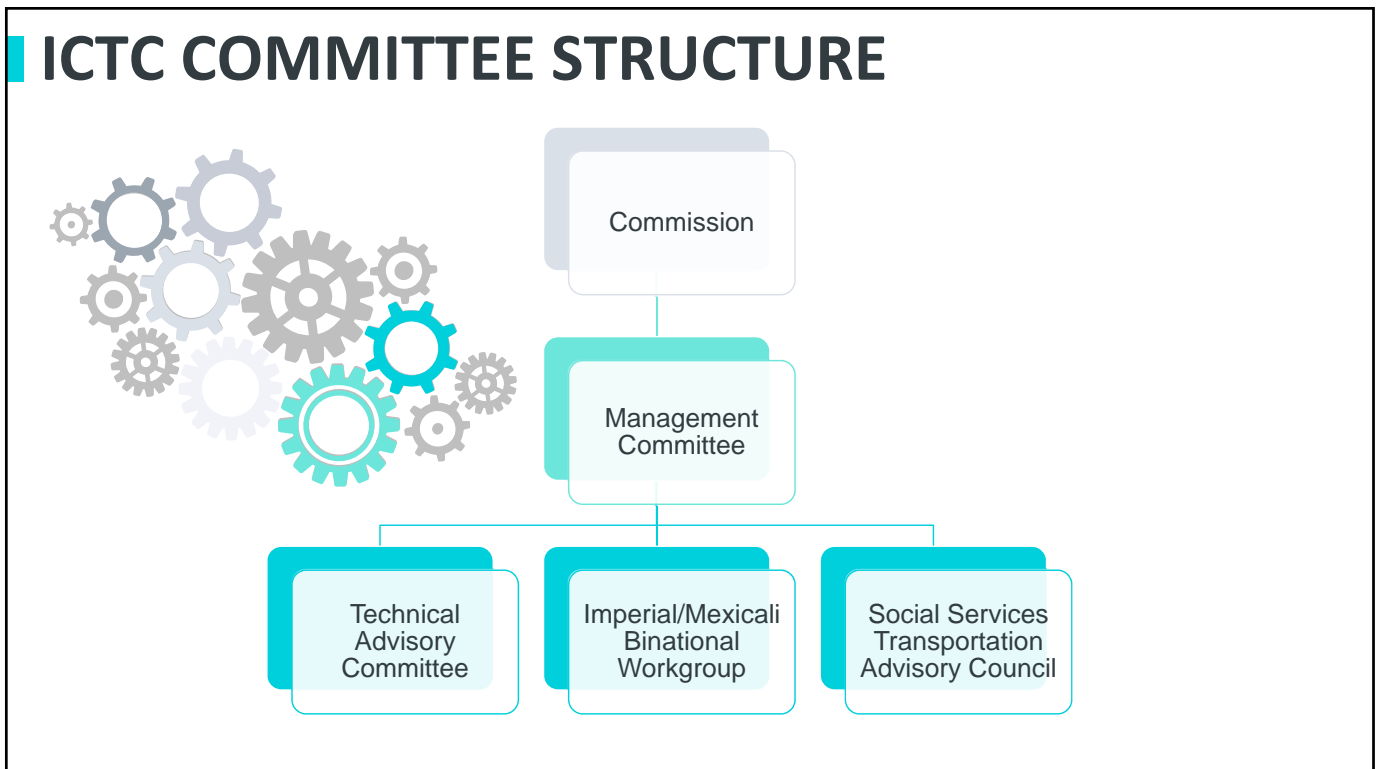 ICTC COMMITTEE STRUCTURE
Commission
Management
Committee
Technical
Advisory
Committee
Imperial/Mexicali
Binational
Workgroup
Social Services
Transportation
Advisory Council